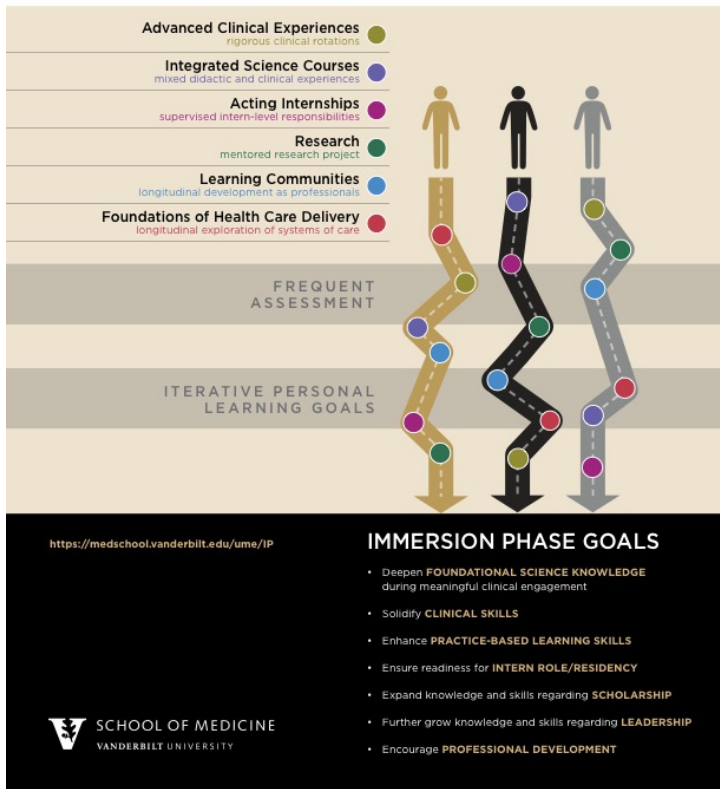 Advanced Clinical Experiences
rigorous clinical rotations
Integrated Science Courses
mixed didactic and clinical experiences
Acting Internships
supervised intern-level responsibilities
Research
mentored research project
Learning Communities
longitudinal development as professionals
Foundations of Health Care Delivery
longitudinal exploration of systems of care
FREQUENT
ASSESSMENT
ITERATIVE PERSONAL
LEARNING GOALS
https://medschool.vanderbilt.edu/ume/IP
IMMERSION PHASE GOALS
• Deepen FOUNDATIONAL SCIENCE KNOWLEDGE
during meaningful clinical engagement
• Solidify CLINICAL SKILLS
• Enhance PRACTICE-BASED LEARNING SKILLS
• Ensure readiness for INTERN ROLE/RESIDENCY
• Expand knowledge and skills regarding SCHOLARSHIP
• Further grow knowledge and skills regarding LEADERSHIP
• Encourage PROFESSIONAL DEVELOPMENT
V SCHOOL OF MEDICINE
VANDERBILT UNIVERSITY